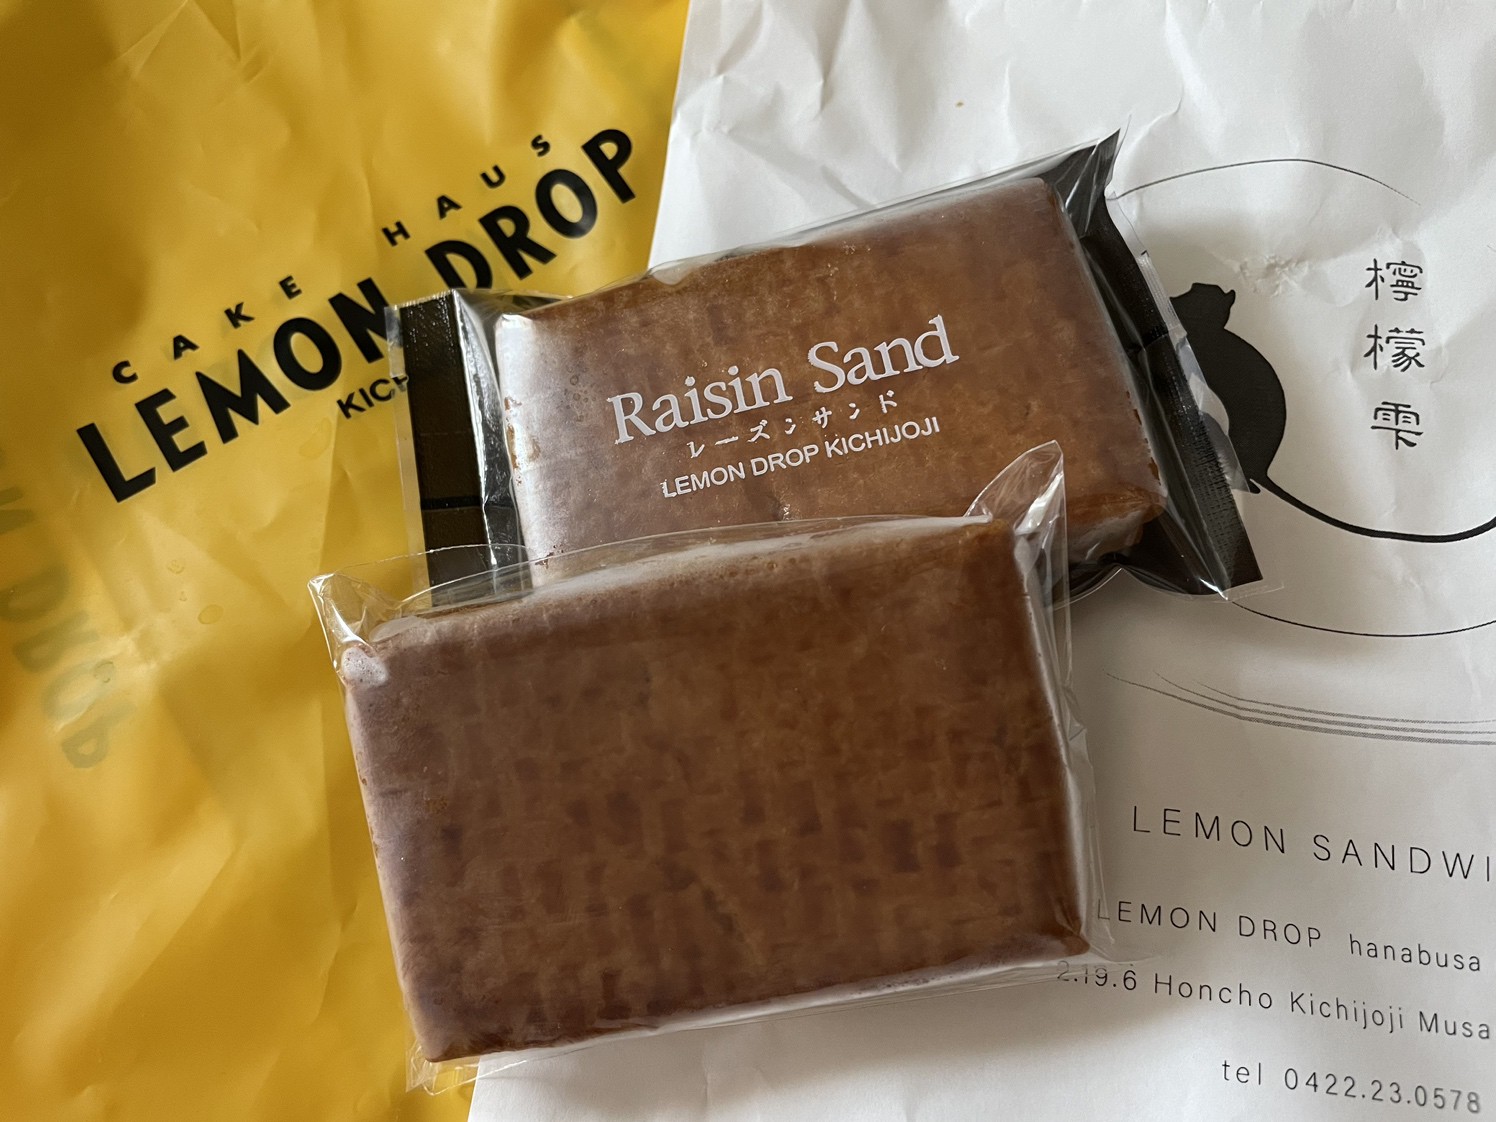 CAKE HAUS
LEMON DROP
KICH
Raisin Sand
レーズンサンド
LEMON DROP KICHIJOJI
檸檬雫
LEMON SANDWI
LEMON DROP hanabusa
2.19.6 Honcho Kichijoji Musa
tel 0422.23.0578